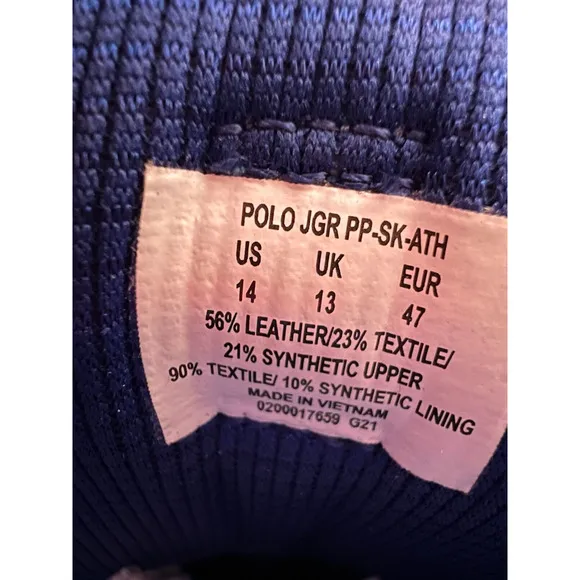 POLO JGR PP-SK-ATH
US UK EUR
14 13 47
56% LEATHER/23% TEXTILE/
21% SYNTHETIC UPPER
90% TEXTILE/ 10% SYNTHETIC LINING
MADE IN VIETNAM
0200017659 G21